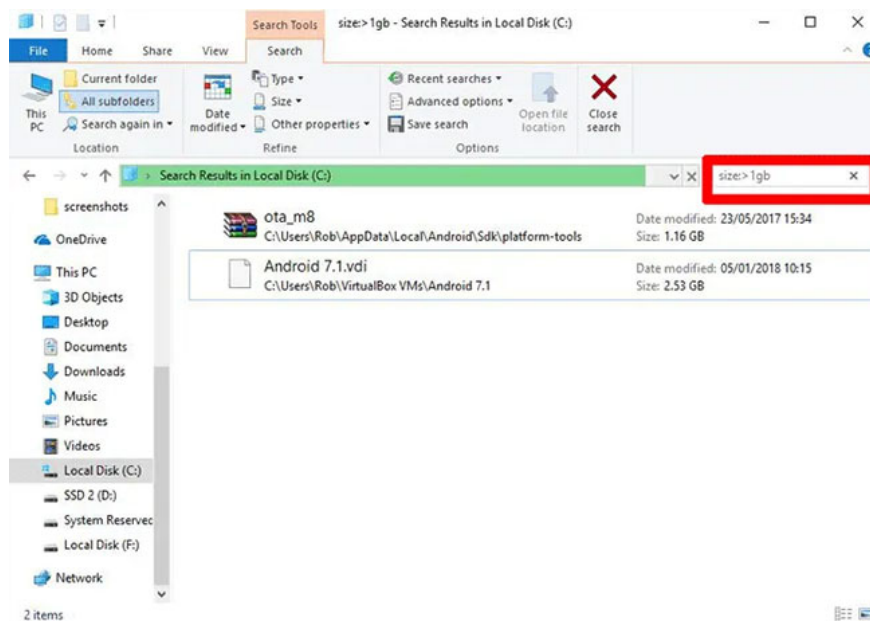 Search Tools size:>1gb - Search Results in Local Disk (C:)
File Home Share View Search
This PC
Current folder
All subfolders
Search again in
Location
Date modified
Type
Size
Other properties
Refine
Recent searches
Advanced options
Save search
Options
Open file location
Close search
Search Results in Local Disk (C:)
size:>1gb
screenshots
OneDrive
This PC
3D Objects
Desktop
Documents
Downloads
Music
Pictures
Videos
Local Disk (C:)
SSD 2 (D:)
System Reserved
Local Disk (F:)
Network
ota_m8
C:\Users\Rob\AppData\Local\Android\Sdk\platform-tools
Date modified: 23/05/2017 15:34
Size: 1.16 GB
Android 7.1.vdi
C:\Users\Rob\VirtualBox VMs\Android 7.1
Date modified: 05/01/2018 10:15
Size: 2.53 GB
2 items